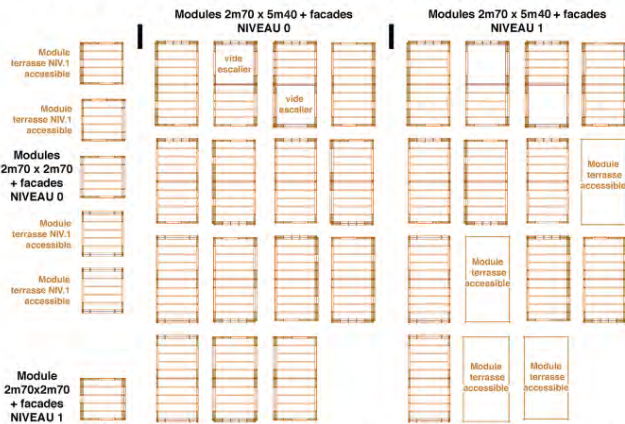 Modules 2m70 x 5m40 + facades
NIVEAU 0
Modules 2m70 x 5m40 + facades
NIVEAU 1
Module
terrasse NIV.1
accessible
Module
terrasse NIV.1
accessible
Modules
2m70 x 2m70
+ facades
NIVEAU 0
Module
terrasse NIV.1
accessible
Module
terrasse NIV.1
accessible
Module
2m70x2m70
+ facades
NIVEAU 1
vide
escalier
vide
escalier
Module
terrasse
accessible
Module
terrasse
accessible
Module
terrasse
accessible
Module
terrasse
accessible